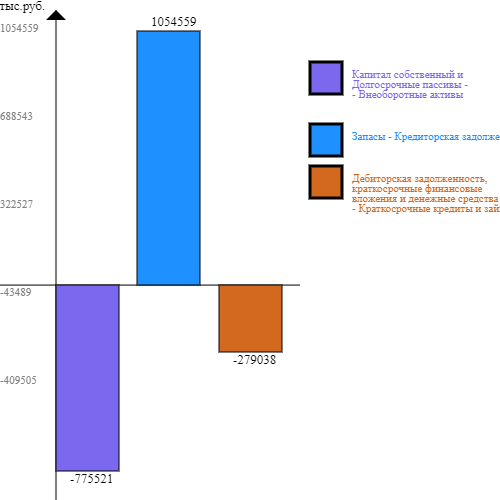 тыс.руб.
1054559
1054559
688543
322527
-43489
-409505
-279038
-775521
Капитал собственный и
Долгосрочные пассивы -
- Внеоборотные активы
Запасы - Кредиторская задолже
Дебиторская задолженность,
краткосрочные финансовые
вложения и денежные средства
- Краткосрочные кредиты и зай